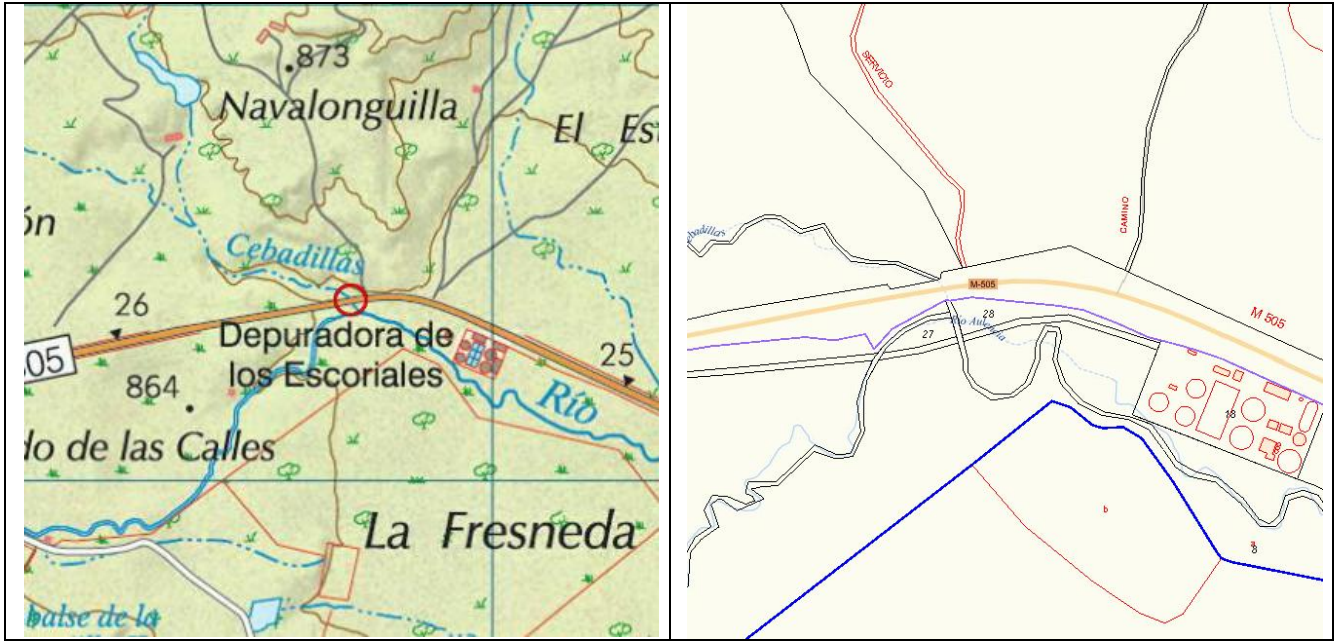 873
Navalonguilla
El Es
ón
Cebadillas
26
Depuradora de
los Escoriales
25
05
864
Río
do de las Calles
La Fresneda
balse de la
SERVICIO
CAMINO
ebadillas
M-505
M 505
28
27
Río Aulencia
18
b
8